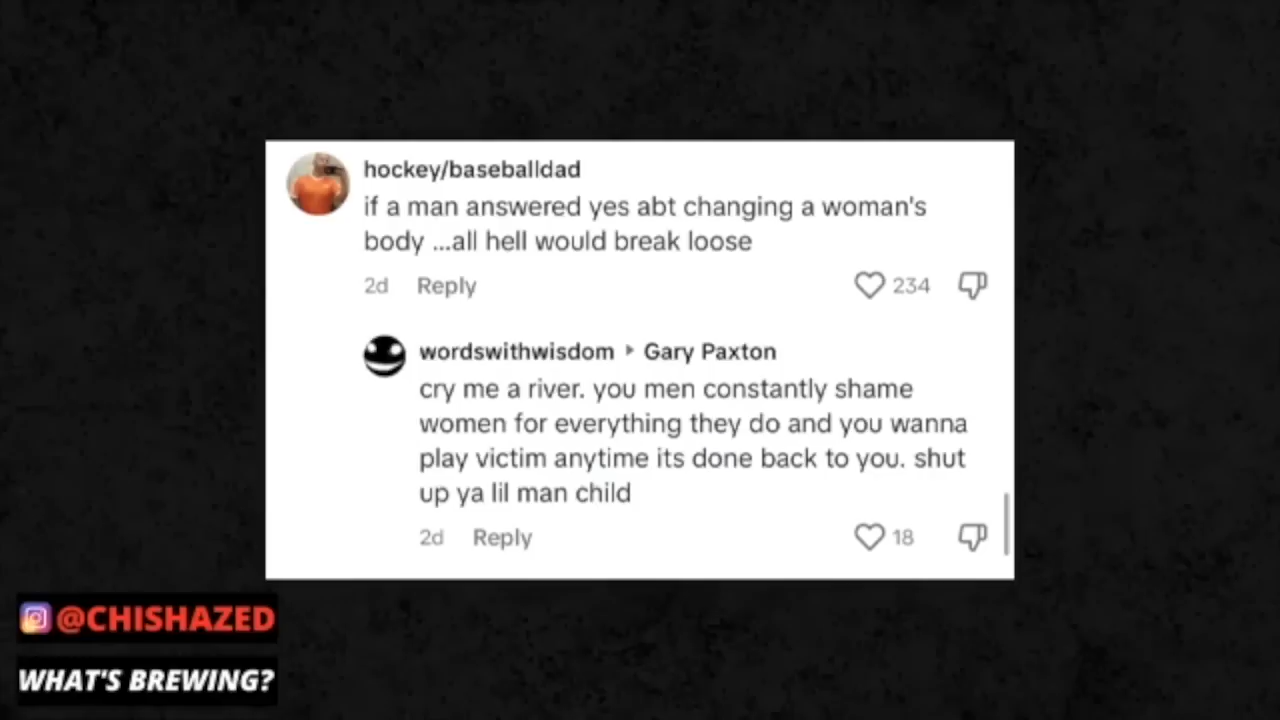 hockey/baseballdad
if a man answered yes abt changing a woman's
body ...all hell would break loose
2d Reply 234
wordswithwisdom ▸ Gary Paxton
cry me a river. you men constantly shame
women for everything they do and you wanna
play victim anytime its done back to you. shut
up ya lil man child
2d Reply 18
@CHISHAZED
WHAT'S BREWING?